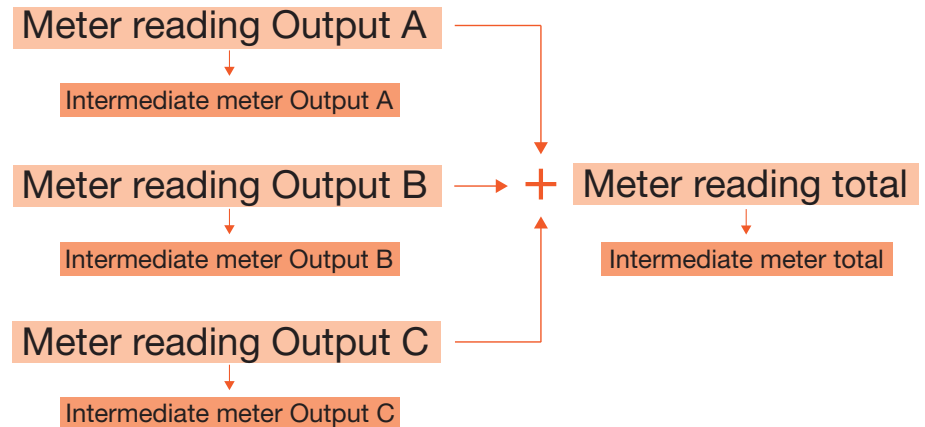 Meter reading Output A
Intermediate meter Output A
Meter reading Output B
+
Meter reading total
Intermediate meter Output B
Intermediate meter total
Meter reading Output C
Intermediate meter Output C